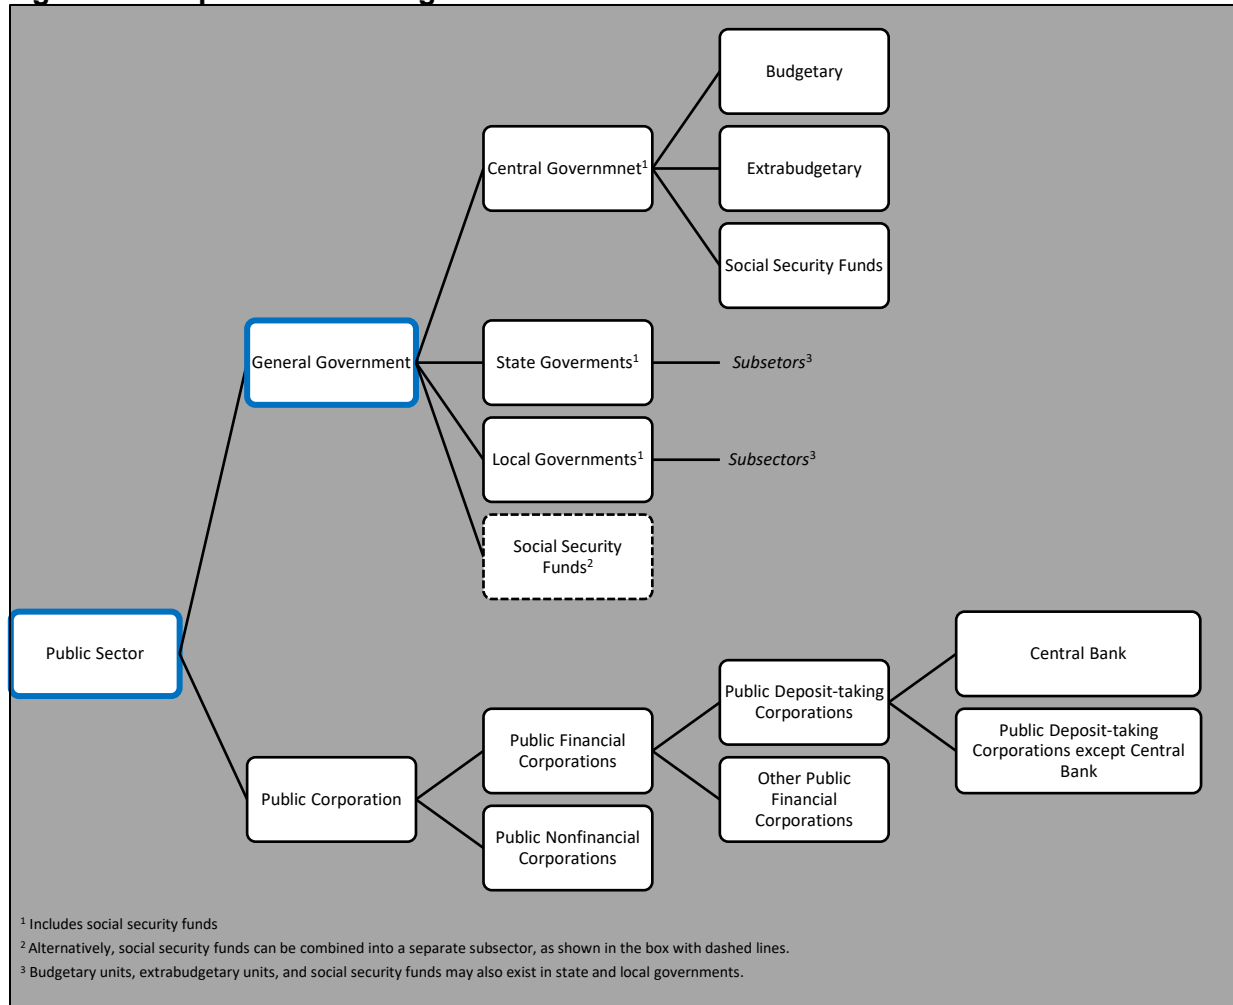 Budgetary
Central Governmnet¹
Extrabudgetary
Social Security Funds
General Government
State Goverments¹
Subsetors³
Local Governments¹
Subsectors³
Social Security
Funds²
Public Sector
Central Bank
Public Deposit-taking
Corporations
Public Financial
Corporations
Public Deposit-taking
Corporations except Central
Bank
Public Corporation
Other Public
Financial
Corporations
Public Nonfinancial
Corporations
¹ Includes social security funds
² Alternatively, social security funds can be combined into a separate subsector, as shown in the box with dashed lines.
³ Budgetary units, extrabudgetary units, and social security funds may also exist in state and local governments.